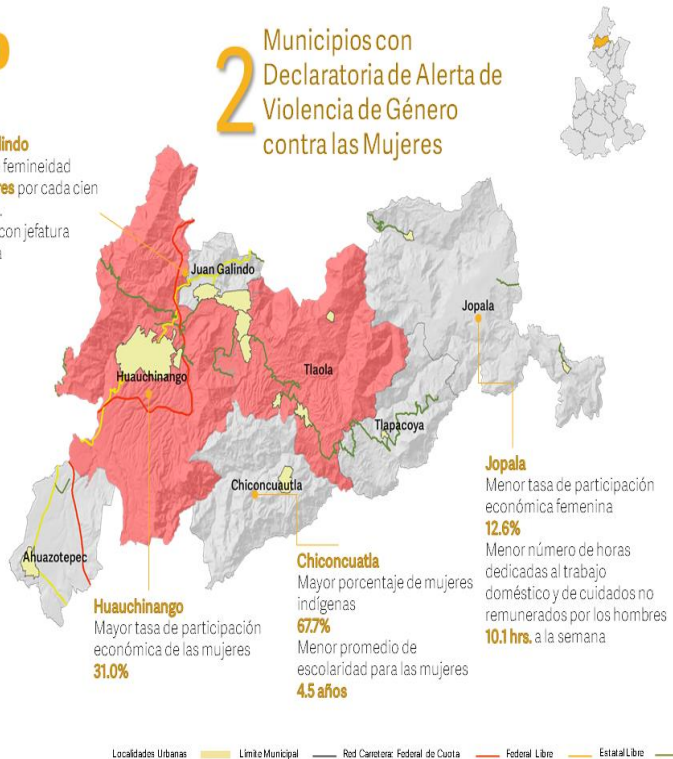 2
Municipios con
Declaratoria de Alerta de
Violencia de Género
contra las Mujeres
femineidad
por cada cien
con jefatura
Juan Galindo
Jopala
Huauchinango
Tlaola
Tlapacoya
Chiconcuautla
Ahuazotepec
Jopala
Menor tasa de participación
económica femenina
12.6%
Menor número de horas
dedicadas al trabajo
doméstico y de cuidados no
remunerados por los hombres
10.1 hrs. a la semana
Chiconcuatla
Mayor porcentaje de mujeres
indígenas
67.7%
Menor promedio de
escolaridad para las mujeres
4.5 años
Huauchinango
Mayor tasa de participación
económica de las mujeres
31.0%
Localidades Urbanas Límite Municipal Red Carretera: Federal de Cuota Federal Libre Estatal Libre